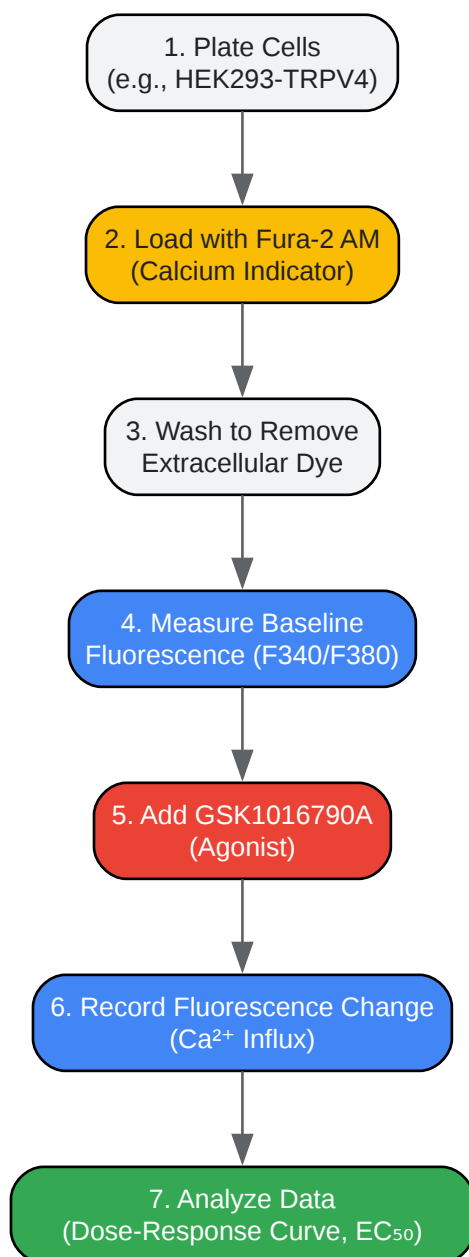 1. Plate Cells
(e.g., HEK293-TRPV4)
2. Load with Fura-2 AM
(Calcium Indicator)
3. Wash to Remove
Extracellular Dye
4. Measure Baseline
Fluorescence (F340/F380)
5. Add GSK1016790A
(Agonist)
6. Record Fluorescence Change
(Ca²⁺ Influx)
7. Analyze Data
(Dose-Response Curve, EC₅₀)